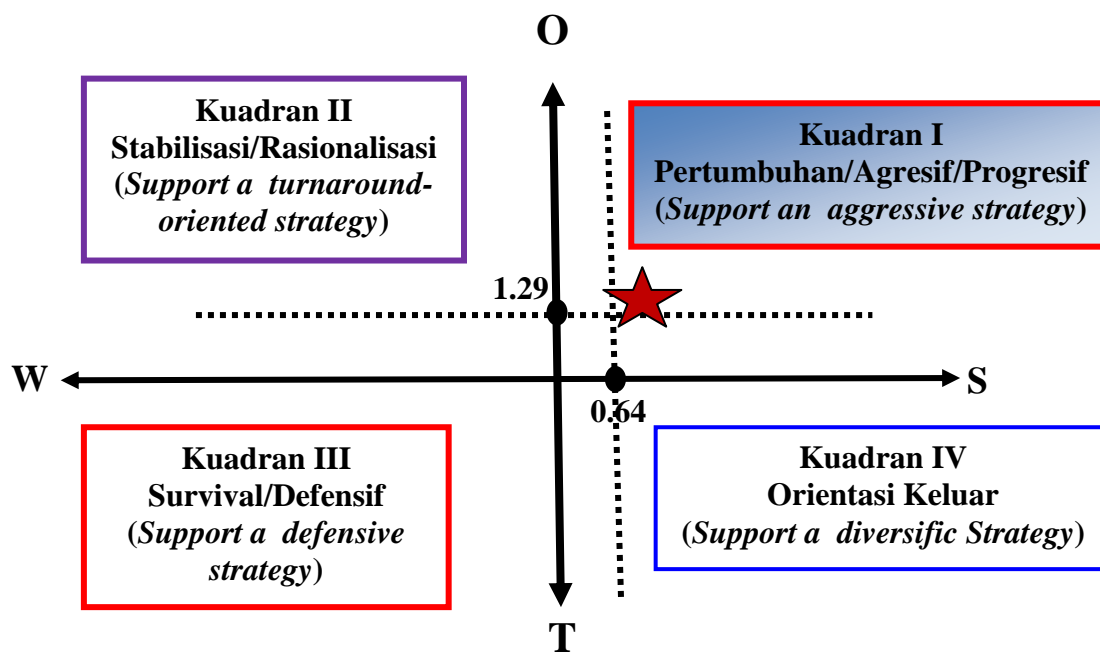 O
Kuadran II
Stabilisasi/Rasionalisasi
(Support a turnaround-
oriented strategy)
Kuadran I
Pertumbuhan/Agresif/Progresif
(Support an aggressive strategy)
1.29
W
S
0.64
Kuadran III
Survival/Defensif
(Support a defensive
strategy)
Kuadran IV
Orientasi Keluar
(Support a diversific Strategy)
T